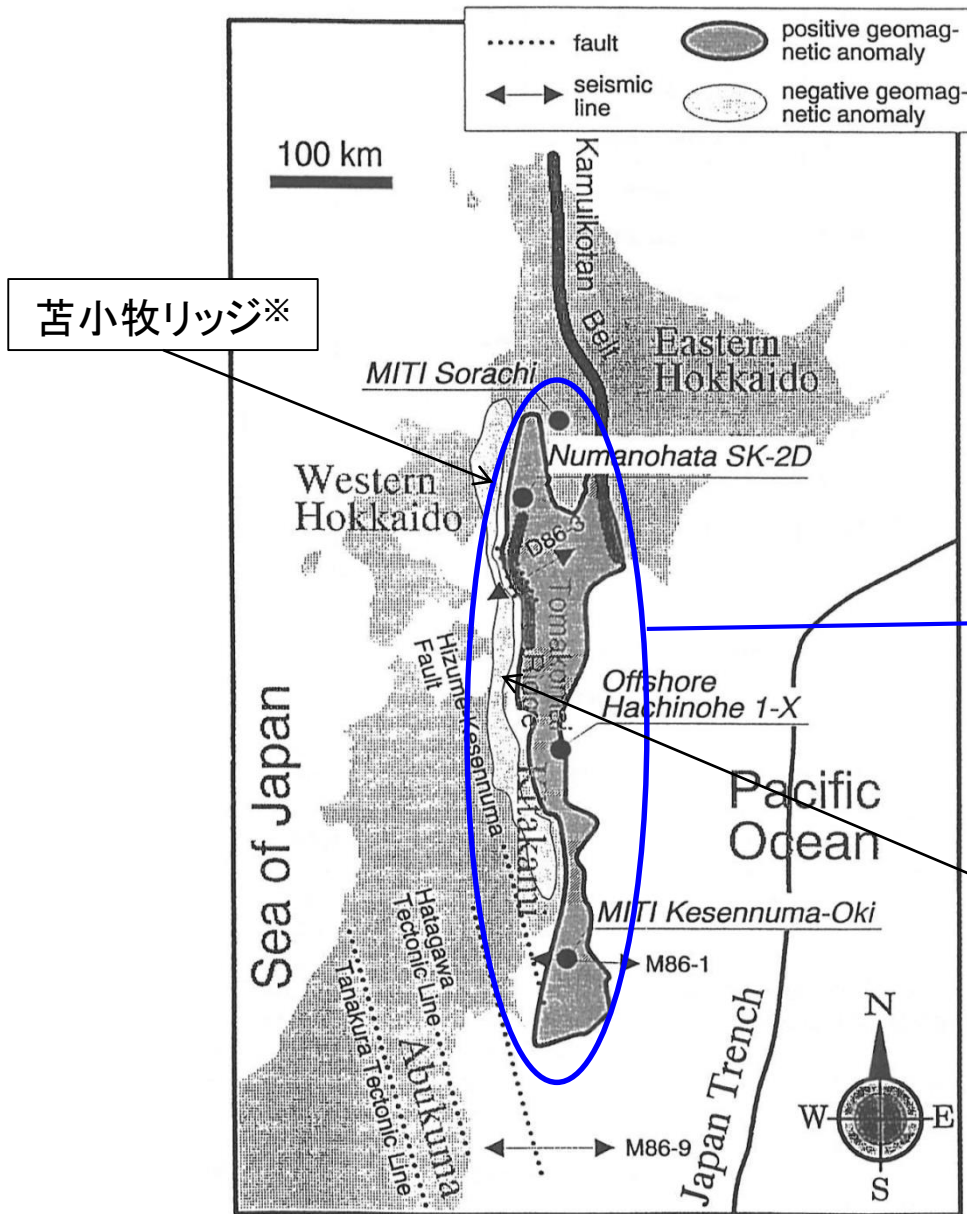 fault
positive geomag-
netic anomaly
seismic
line
negative geomag-
netic anomaly
100 km
Kamuikotan
Belt
苫小牧リッジ※
Eastern
Hokkaido
MITI Sorachi
Numanohata SK-2D
Western
Hokkaido
D86-3
Tomakomai
Ridge
Hizume-Kesennuma
Fault
Offshore
Hachinohe 1-X
Kitakami
Sea of Japan
Pacific
Ocean
MITI Kesennuma-Oki
M86-1
Hatagawa
Tectonic Line
Tanakura Tectonic Line
Abukuma
Japan Trench
N
W
E
S
M86-9